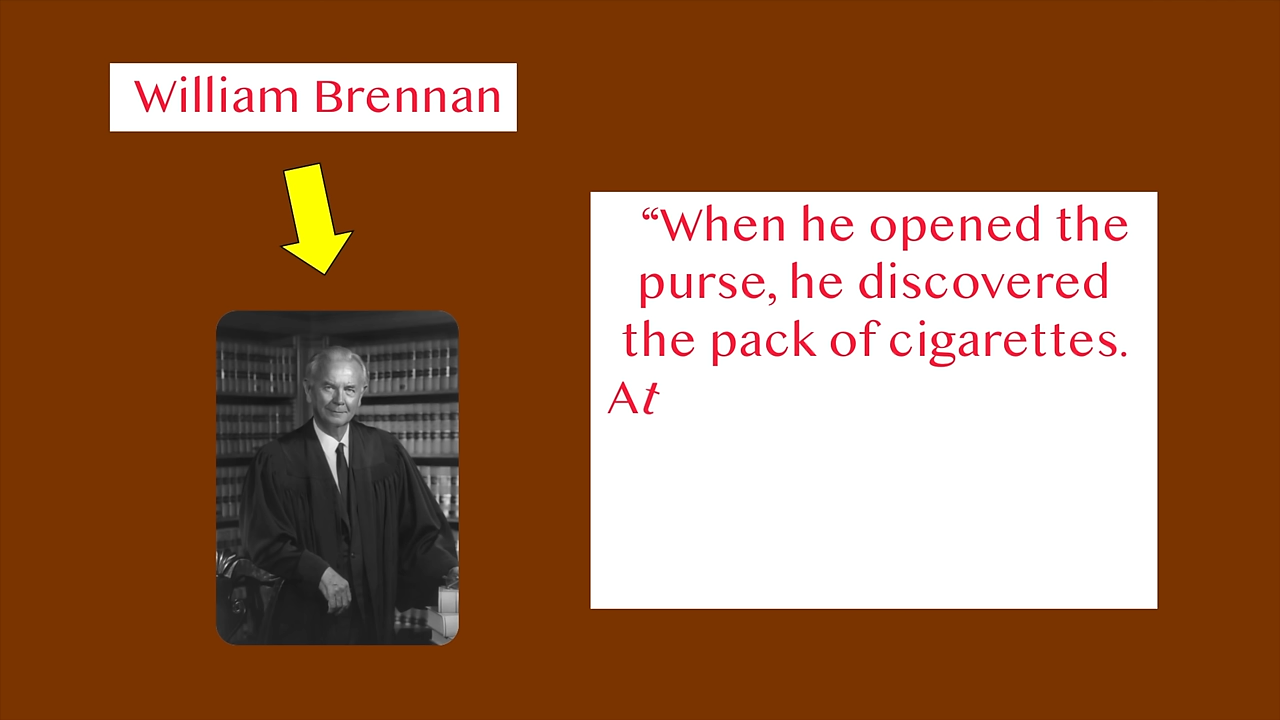 William Brennan
“When he opened the
purse, he discovered
the pack of cigarettes.
At